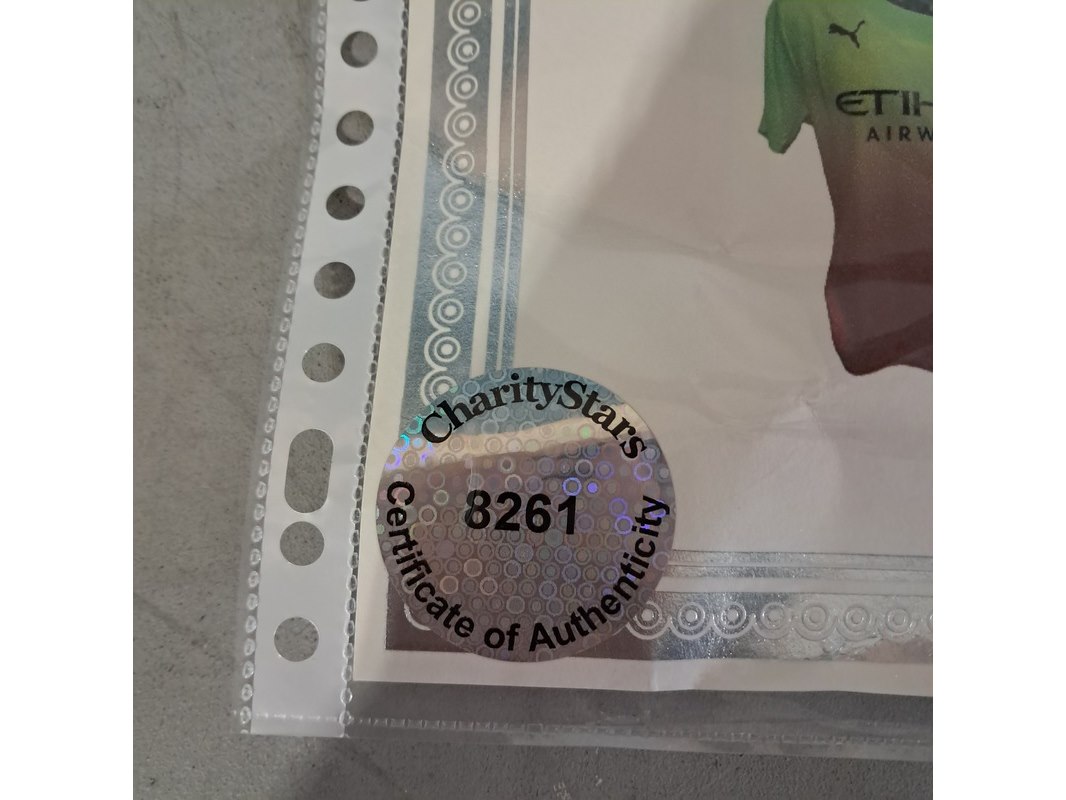 ETIH
AIRW
CharityStars
8261
Certificate of Authenticity